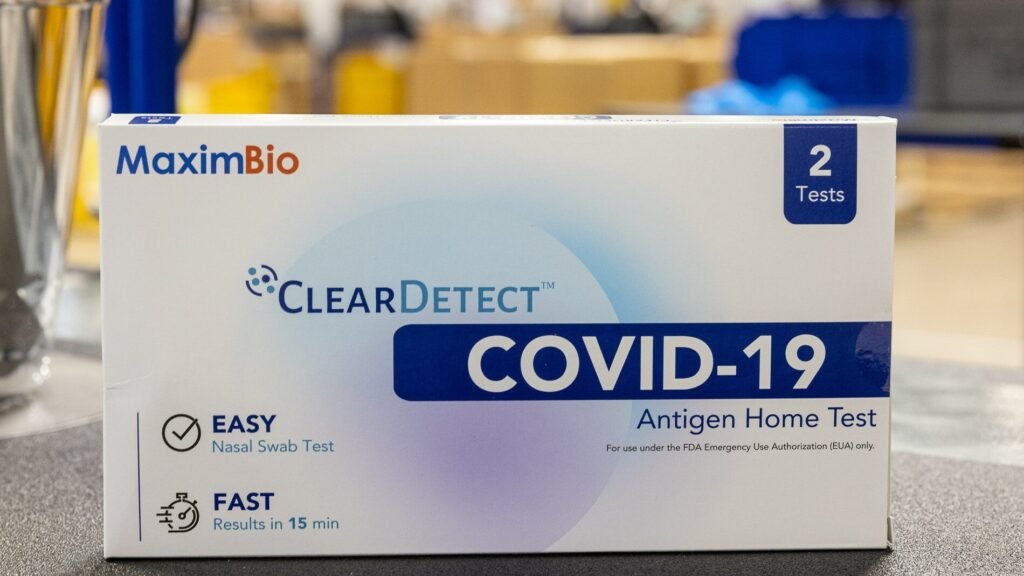 MaximBio
2
Tests
CLEARDETECT™
COVID-19
Antigen Home Test
For use under the FDA Emergency Use Authorization (EUA) only.
EASY
Nasal Swab Test
FAST
Results in 15 min